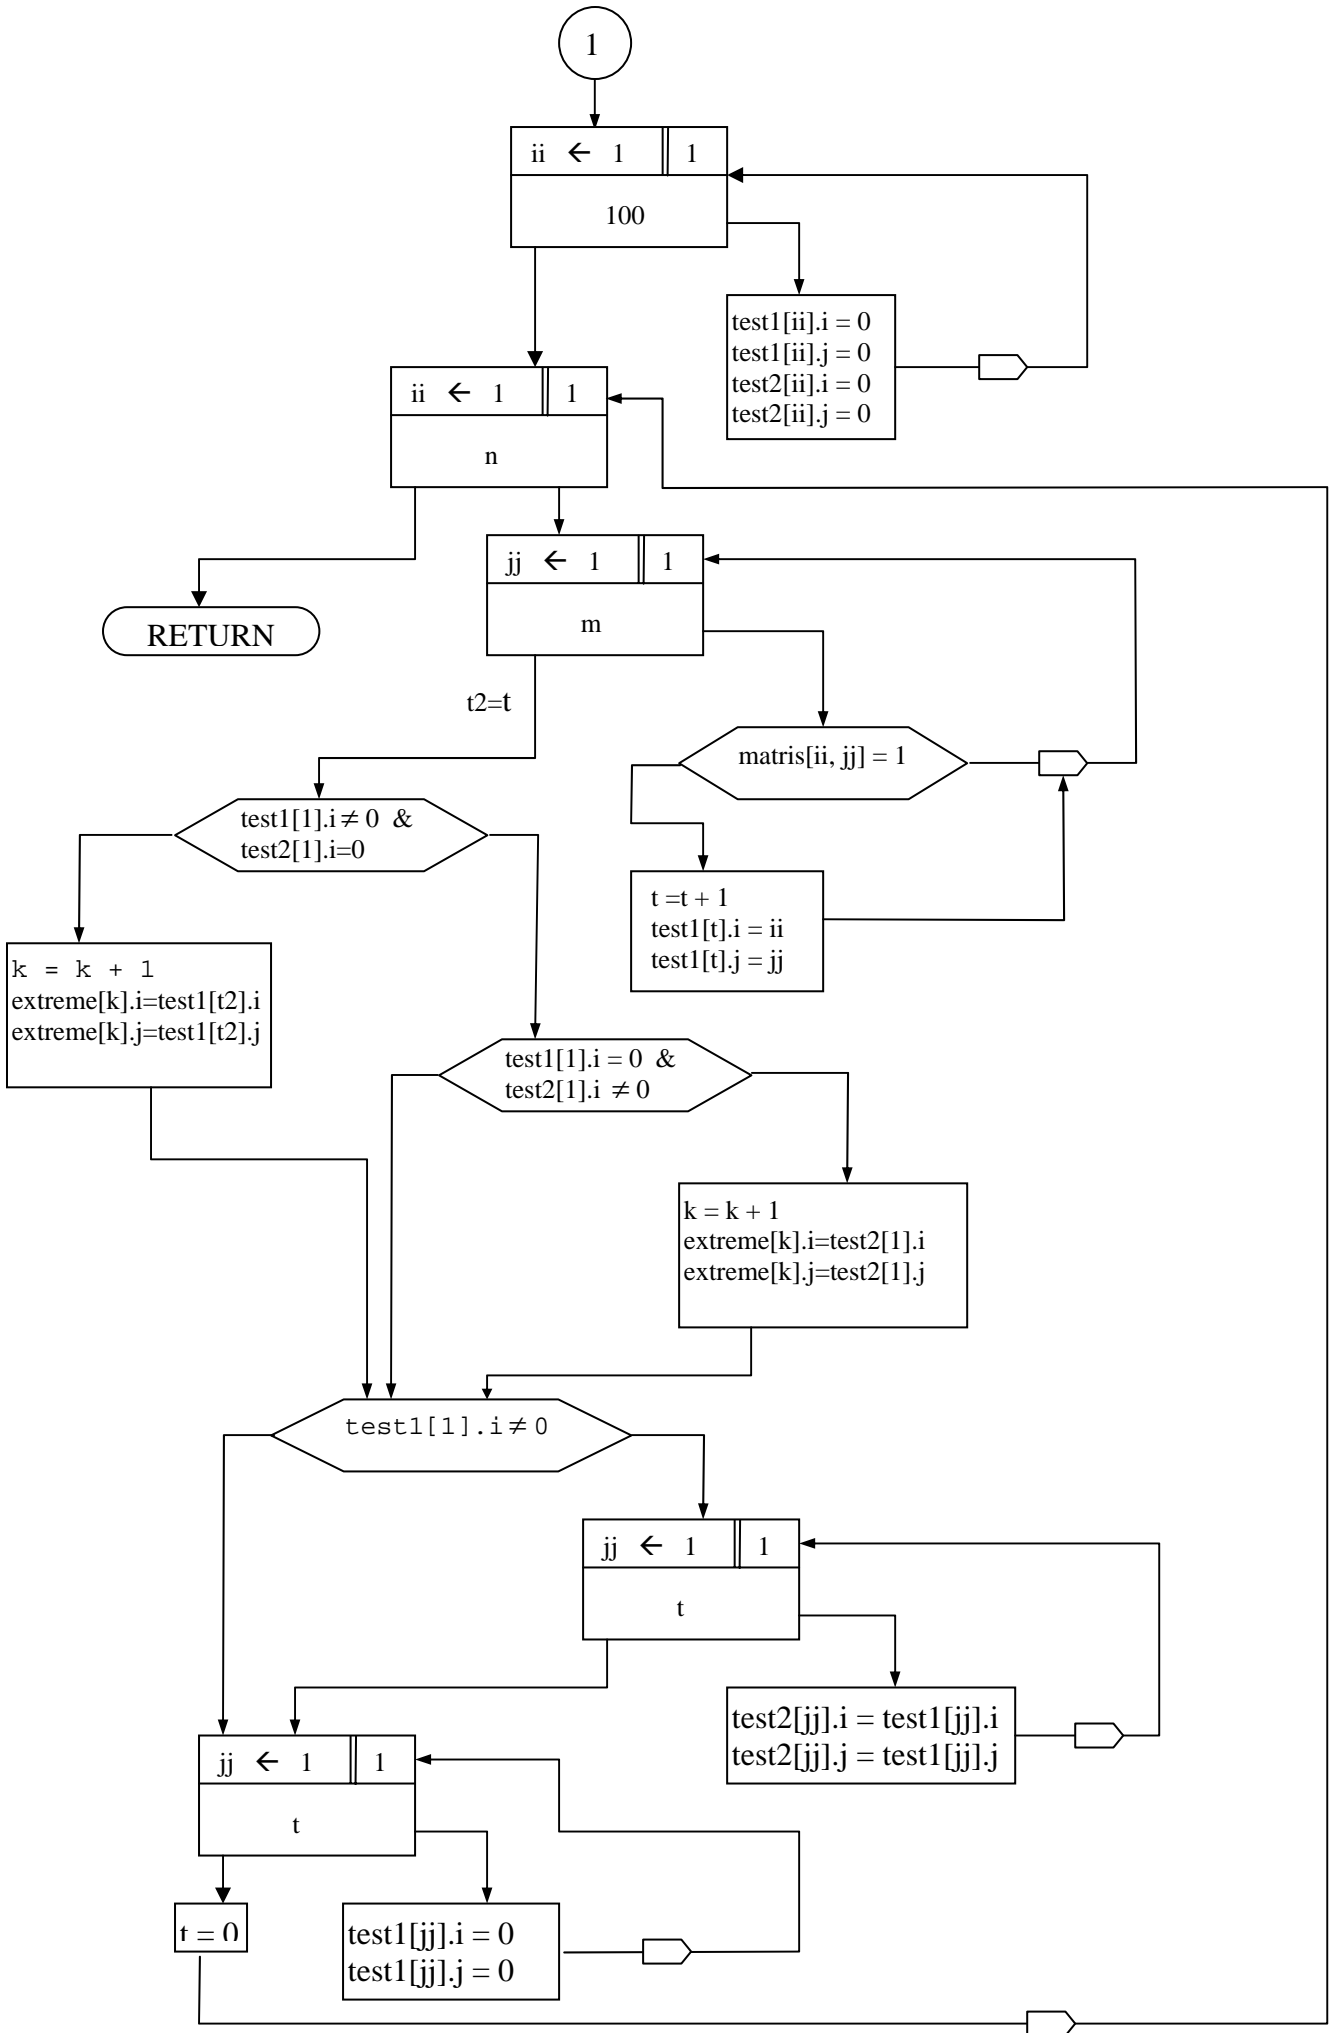 1
ii ← 1 1
100
test1[ii].i = 0
test1[ii].j = 0
test2[ii].i = 0
test2[ii].j = 0
ii ← 1 1
n
jj ← 1 1
m
RETURN
t2=t
matris[ii, jj] = 1
test1[1].i ≠ 0 &
test2[1].i=0
t =t + 1
test1[t].i = ii
test1[t].j = jj
k = k + 1
extreme[k].i=test1[t2].i
extreme[k].j=test1[t2].j
test1[1].i = 0 &
test2[1].i ≠ 0
k = k + 1
extreme[k].i=test2[1].i
extreme[k].j=test2[1].j
test1[1].i ≠ 0
jj ← 1 1
t
test2[jj].i = test1[jj].i
test2[jj].j = test1[jj].j
jj ← 1 1
t
t = 0
test1[jj].i = 0
test1[jj].j = 0